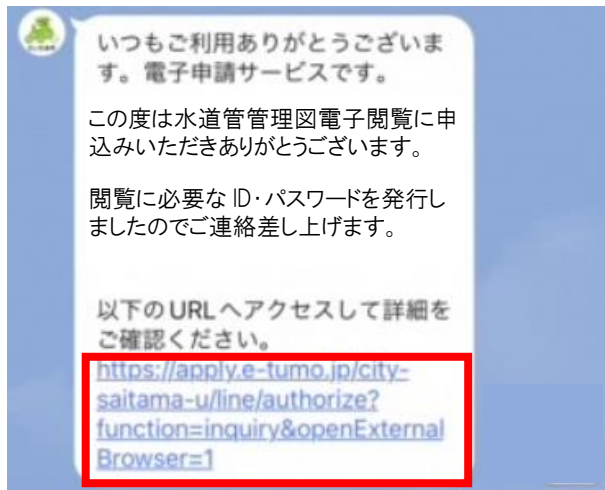 いつもご利用ありがとうございま
す。電子申請サービスです。
この度は水道管管理図電子閲覧に申
込みいただきありがとうございます。
閲覧に必要なID・パスワードを発行し
ましたのでご連絡差し上げます。
以下のURLへアクセスして詳細を
ご確認ください。
https://apply.e-tumo.jp/city-
saitama-u/line/authorize?
function=inquiry&openExternal
Browser=1